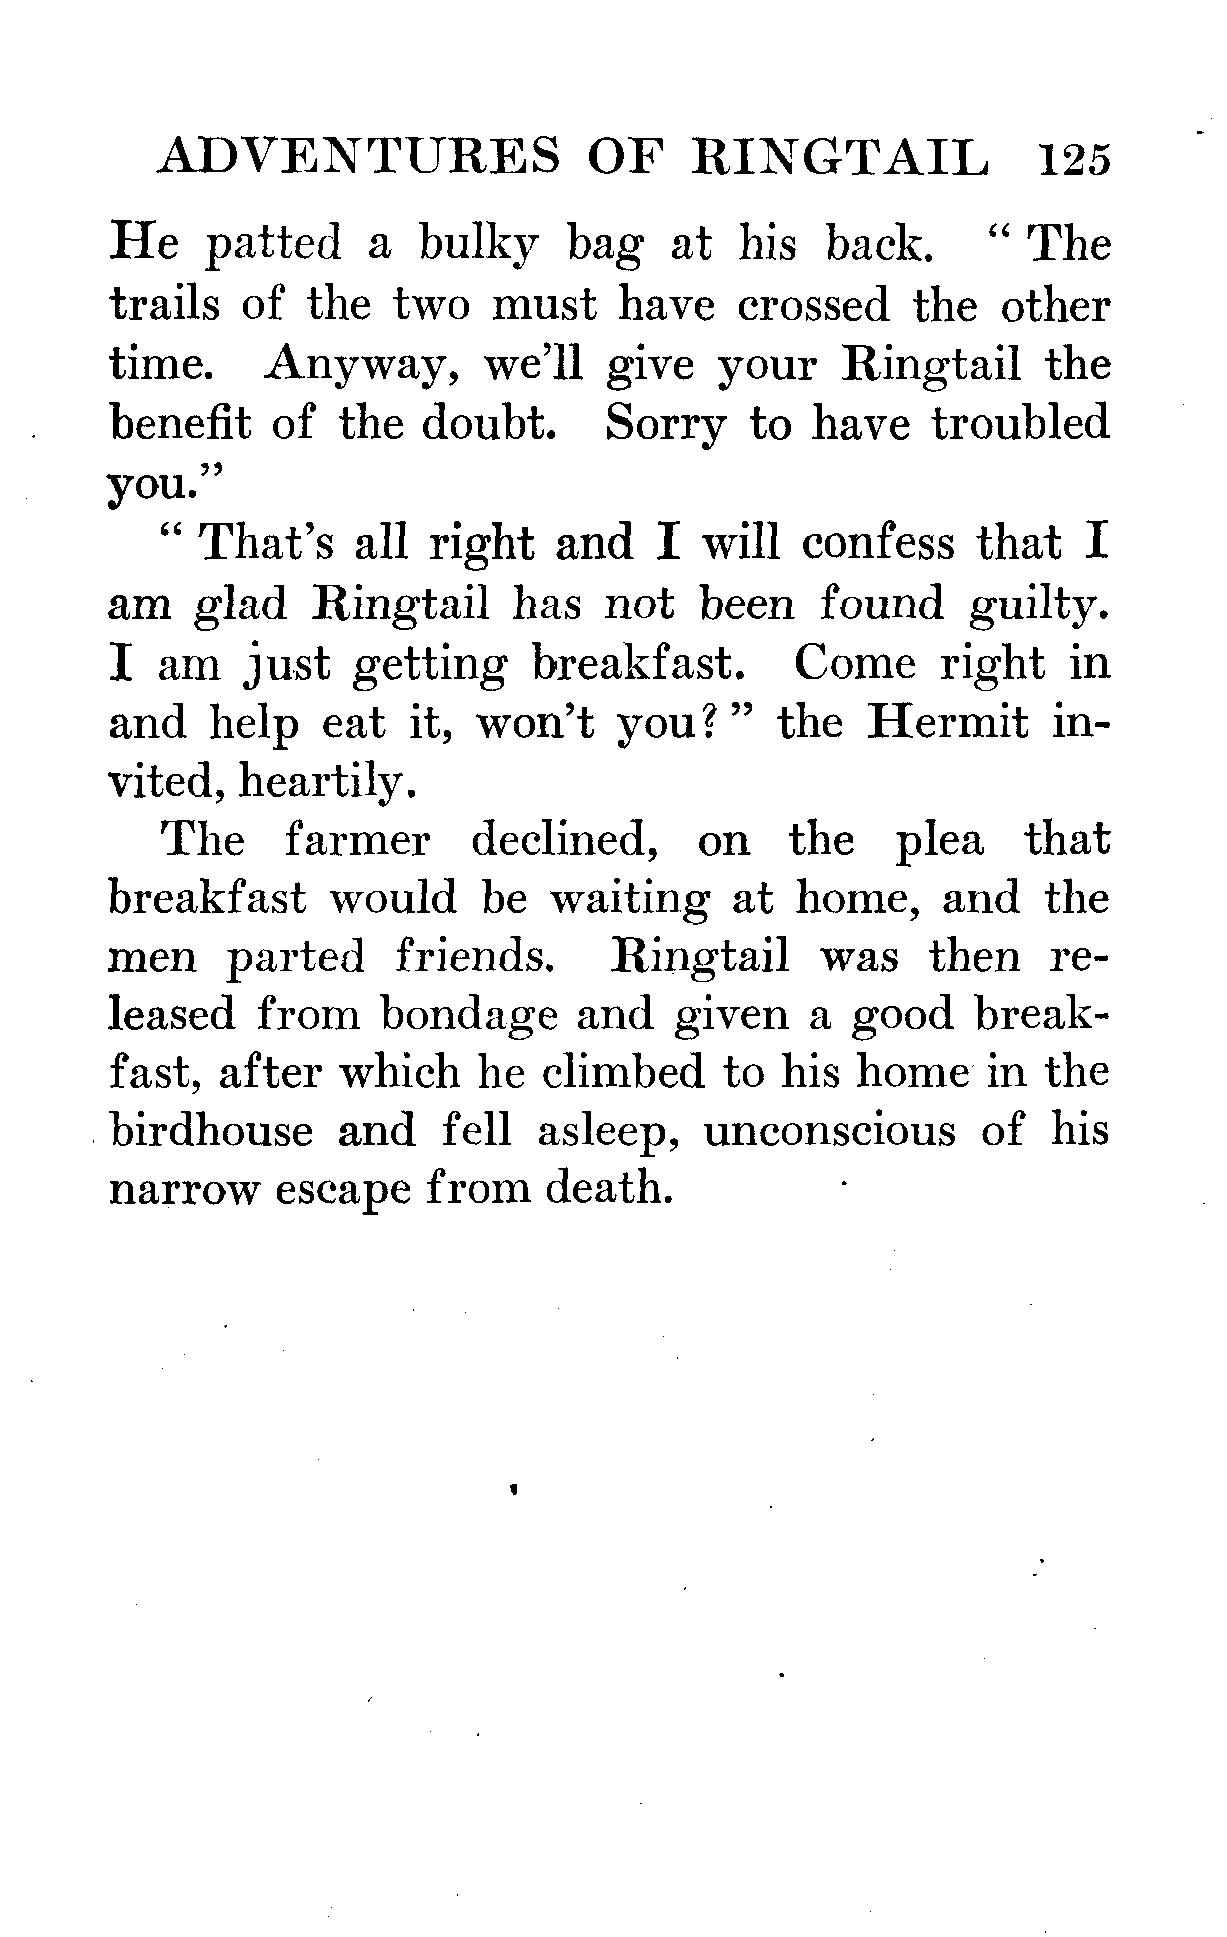 ADVENTURES OF RINGTAIL 125
He patted a bulky bag at his back. “ The
trails of the two must have crossed the other
time. Anyway, we’ll give your Ringtail the
benefit of the doubt. Sorry to have troubled
you.”
“ That’s all right and I will confess that I
am glad Ringtail has not been found guilty.
I am just getting breakfast. Come right in
and help eat it, won’t you? ” the Hermit in-
vited, heartily.
The farmer declined, on the plea that
breakfast would be waiting at home, and the
men parted friends. Ringtail was then re-
leased from bondage and given a good break-
fast, after which he climbed to his home in the
birdhouse and fell asleep, unconscious of his
narrow escape from death.